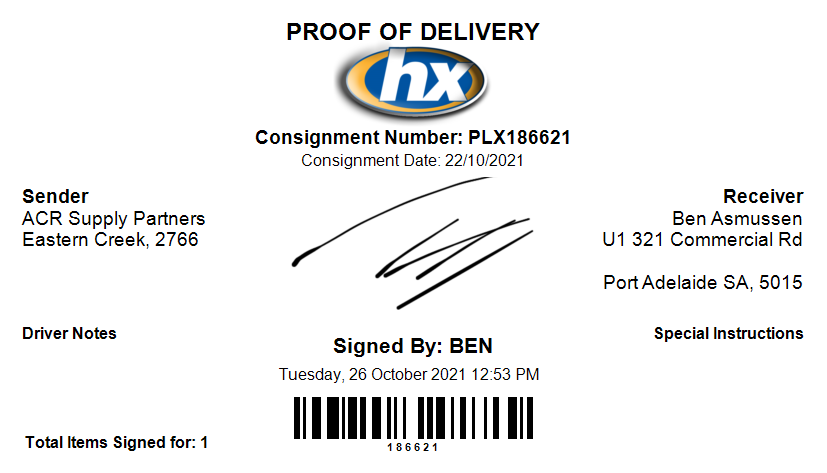 PROOF OF DELIVERY
hx
Consignment Number: PLX186621
Consignment Date: 22/10/2021
Sender
ACR Supply Partners
Eastern Creek, 2766
Receiver
Ben Asmussen
U1 321 Commercial Rd
Port Adelaide SA, 5015
Driver Notes
Special Instructions
Signed By: BEN
Tuesday, 26 October 2021 12:53 PM
186621
Total Items Signed for: 1